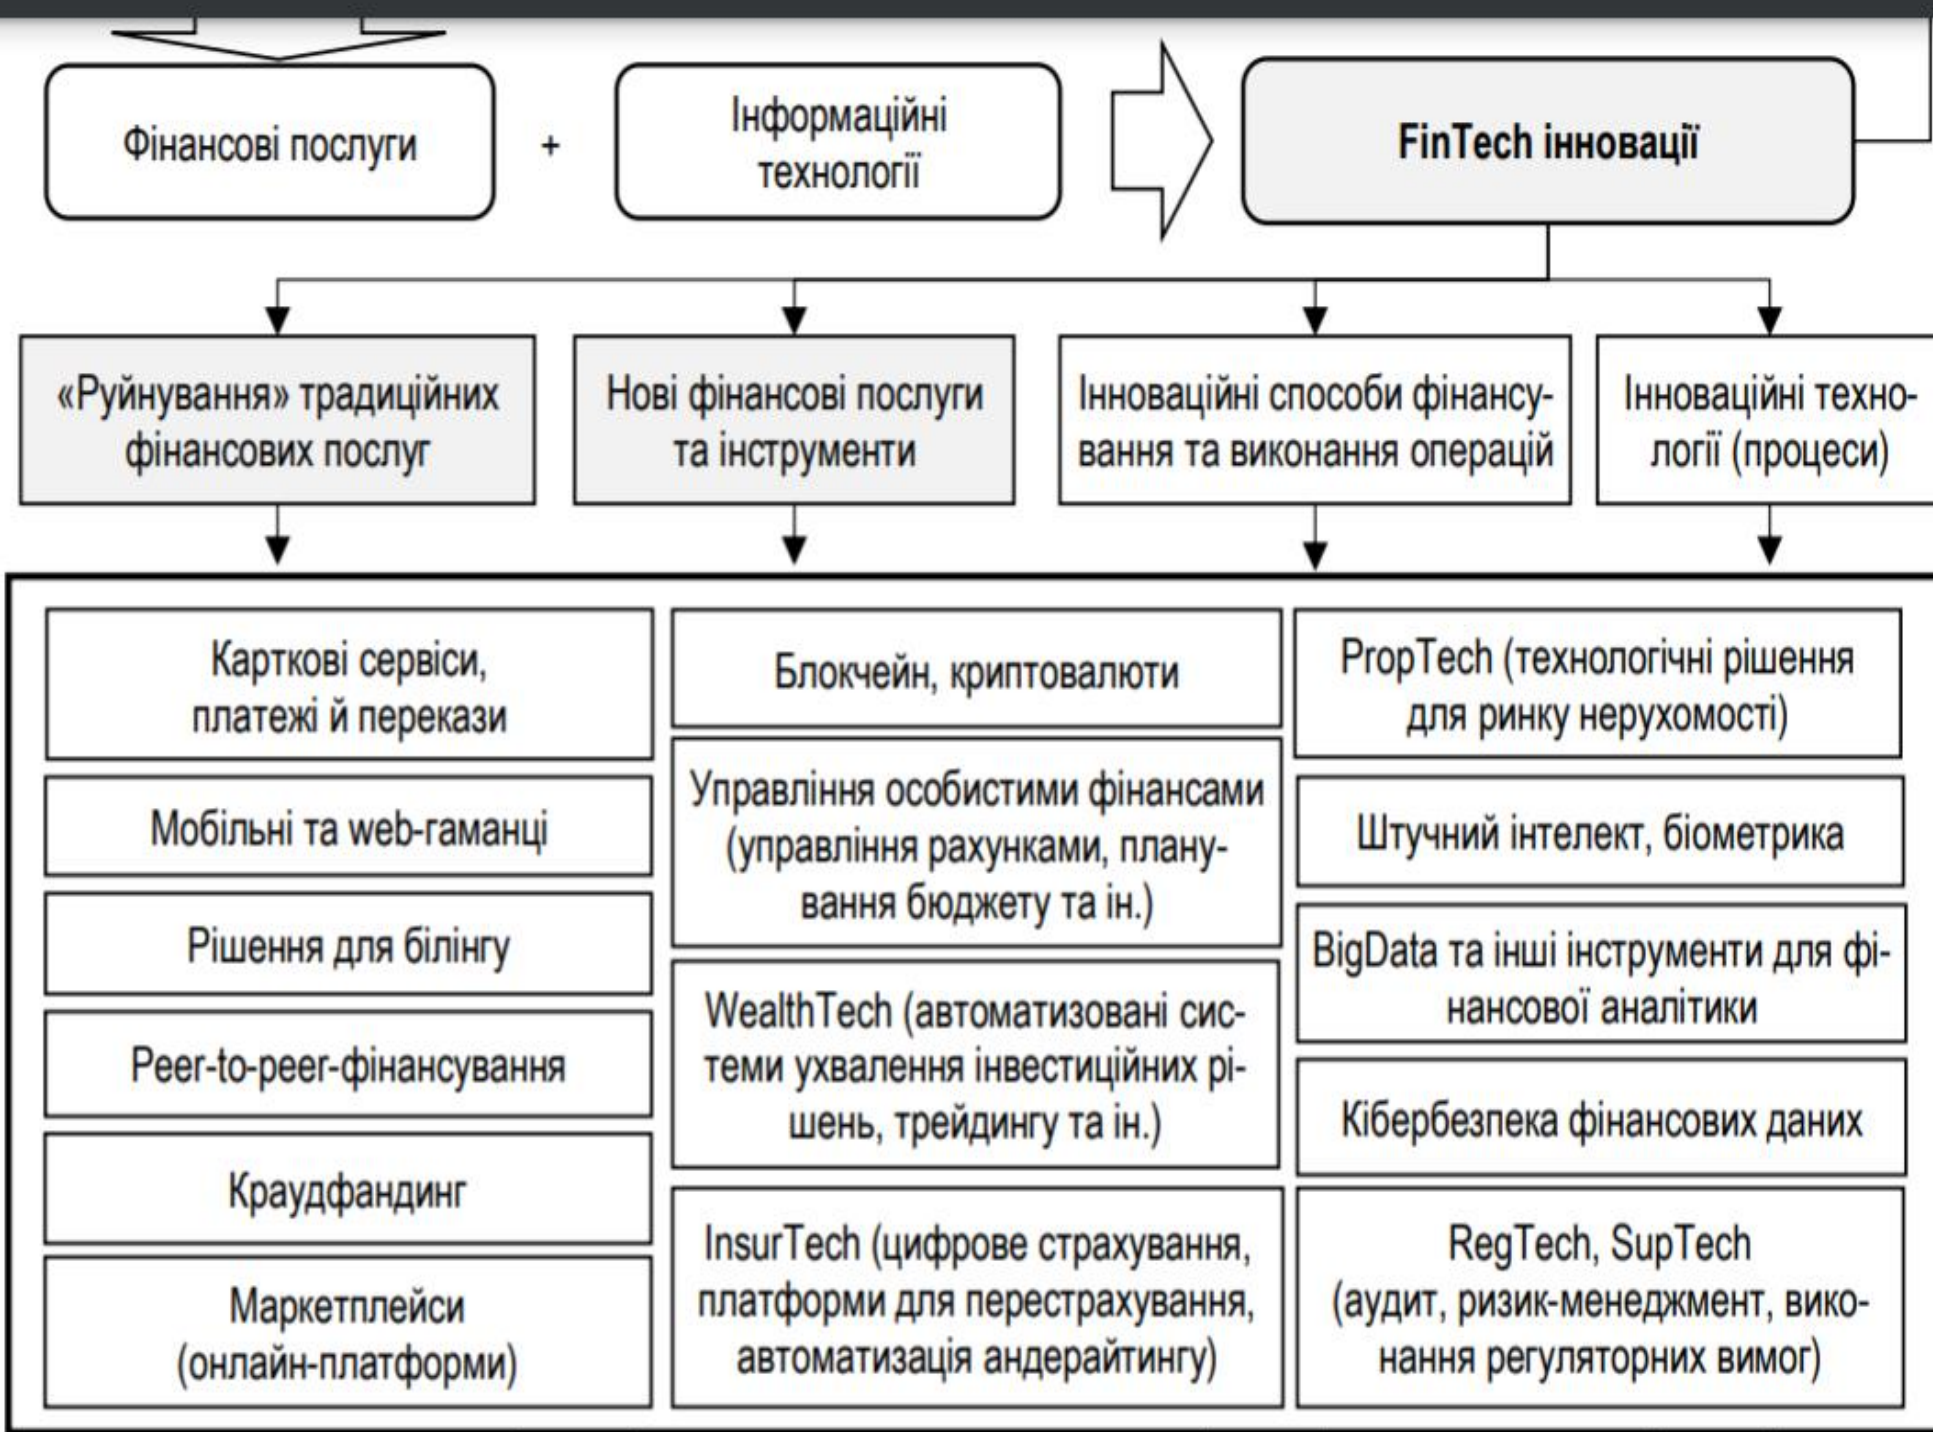 Фінансові послуги
+
Інформаційні
технології
FinTech інновації
«Руйнування» традиційних
фінансових послуг
Нові фінансові послуги
та інструменти
Інноваційні способи фінансу-
вання та виконання операцій
Інноваційні техно-
логії (процеси)
Карткові сервіси,
платежі й перекази
Мобільні та web-гаманці
Рішення для білінгу
Peer-to-peer-фінансування
Краудфандинг
Маркетплейси
(онлайн-платформи)
Блокчейн, криптовалюти
Управління особистими фінансами
(управління рахунками, плану-
вання бюджету та ін.)
WealthTech (автоматизовані сис-
теми ухвалення інвестиційних рі-
шень, трейдингу та ін.)
InsurTech (цифрове страхування,
платформи для перестрахування,
автоматизація андерайтингу)
PropTech (технологічні рішення
для ринку нерухомості)
Штучний інтелект, біометрика
BigData та інші інструменти для фі-
нансової аналітики
Кібербезпека фінансових даних
RegTech, SupTech
(аудит, ризик-менеджмент, вико-
нання регуляторних вимог)